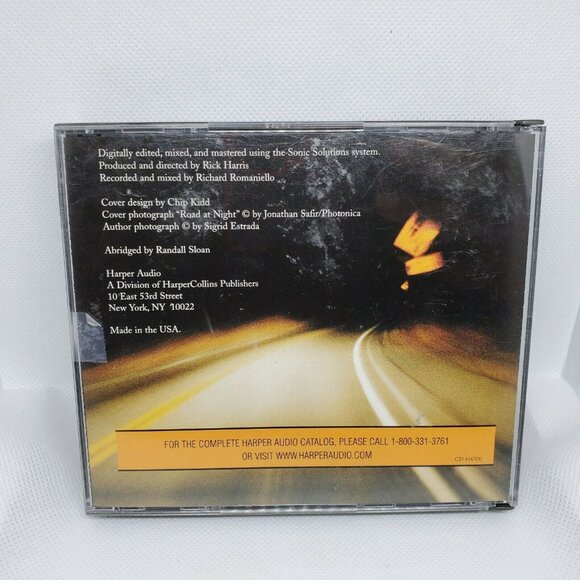 Digitally edited, mixed, and mastered using the Sonic Solutions system.
Produced and directed by Rick Harris
Recorded and mixed by Richard Romaniello
Cover design by Chip Kidd
Cover photograph "Road at Night" © by Jonathan Safir/Photonica
Author photograph © by Sigrid Estrada
Abridged by Randall Sloan
Harper Audio
A Division of HarperCollins Publishers
10 East 53rd Street
New York, NY 10022
Made in the USA.
FOR THE COMPLETE HARPER AUDIO CATALOG, PLEASE CALL 1-800-331-3761
OR VISIT WWW.HARPERAUDIO.COM
CD